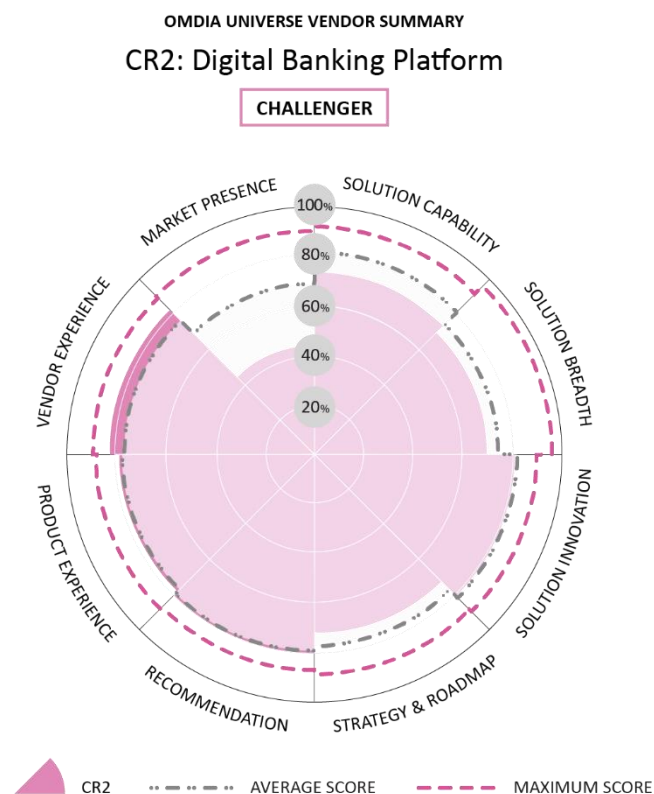 OMDIA UNIVERSE VENDOR SUMMARY
CR2: Digital Banking Platform
CHALLENGER
MARKET PRESENCE
SOLUTION CAPABILITY
100%
80%
60%
40%
20%
VENDOR EXPERIENCE
SOLUTION BREADTH
PRODUCT EXPERIENCE
SOLUTION INNOVATION
RECOMMENDATION
STRATEGY & ROADMAP
CR2
AVERAGE SCORE
MAXIMUM SCORE